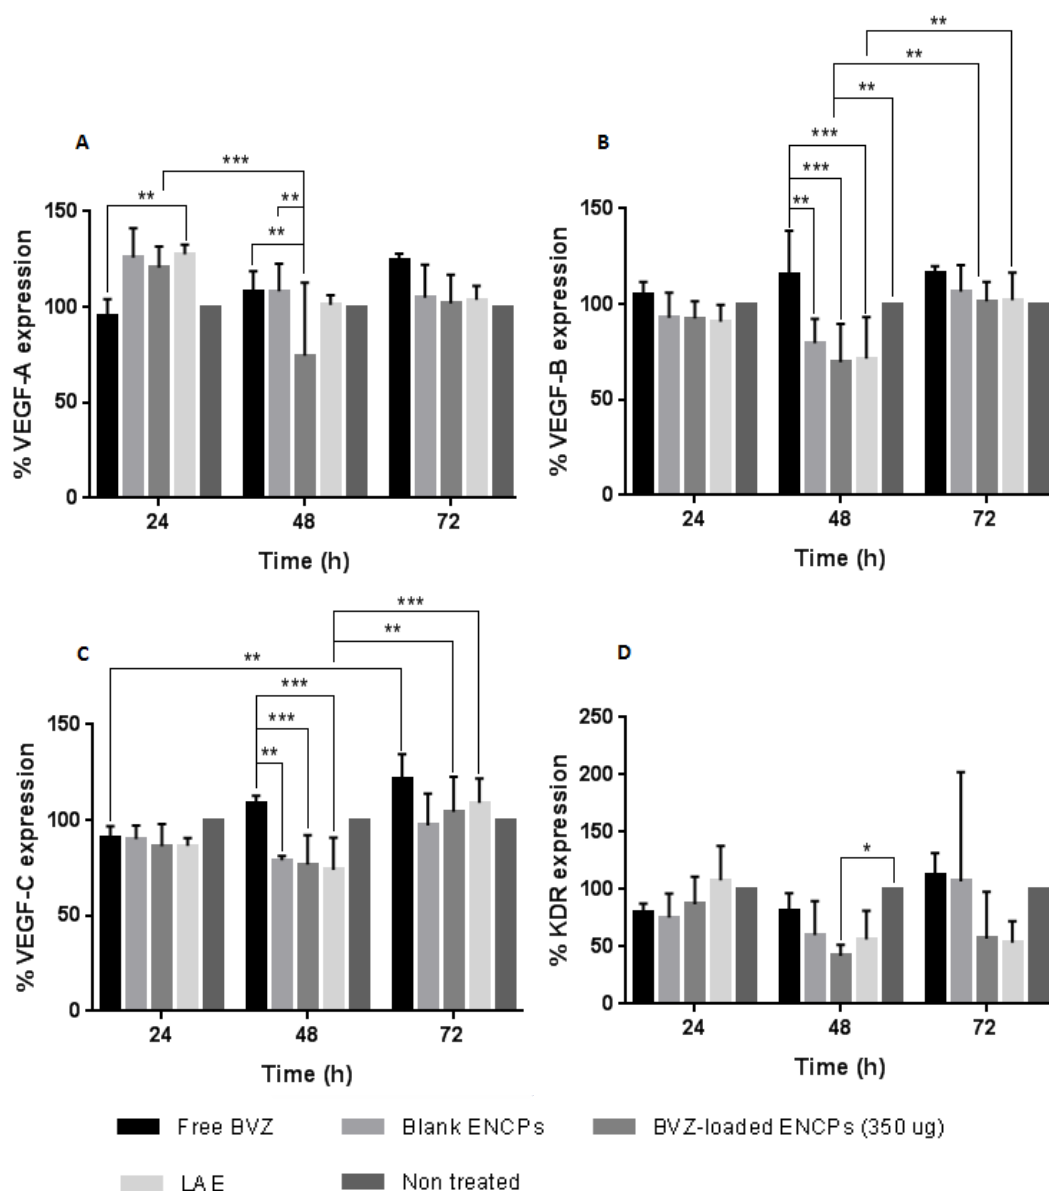 A
% VEGF-A expression
150
100
50
0
24 48 72
Time (h)
*** ** ** **
B
% VEGF-B expression
150
100
50
0
24 48 72
Time (h)
** ** ** *** *** **
C
% VEGF-C expression
150
100
50
0
24 48 72
Time (h)
*** ** ** *** *** **
D
% KDR expression
250
200
150
100
50
0
24 48 72
Time (h)
*
Free BVZ Blank ENCPs BVZ-loaded ENCPs (350 ug)
LAE Non treated